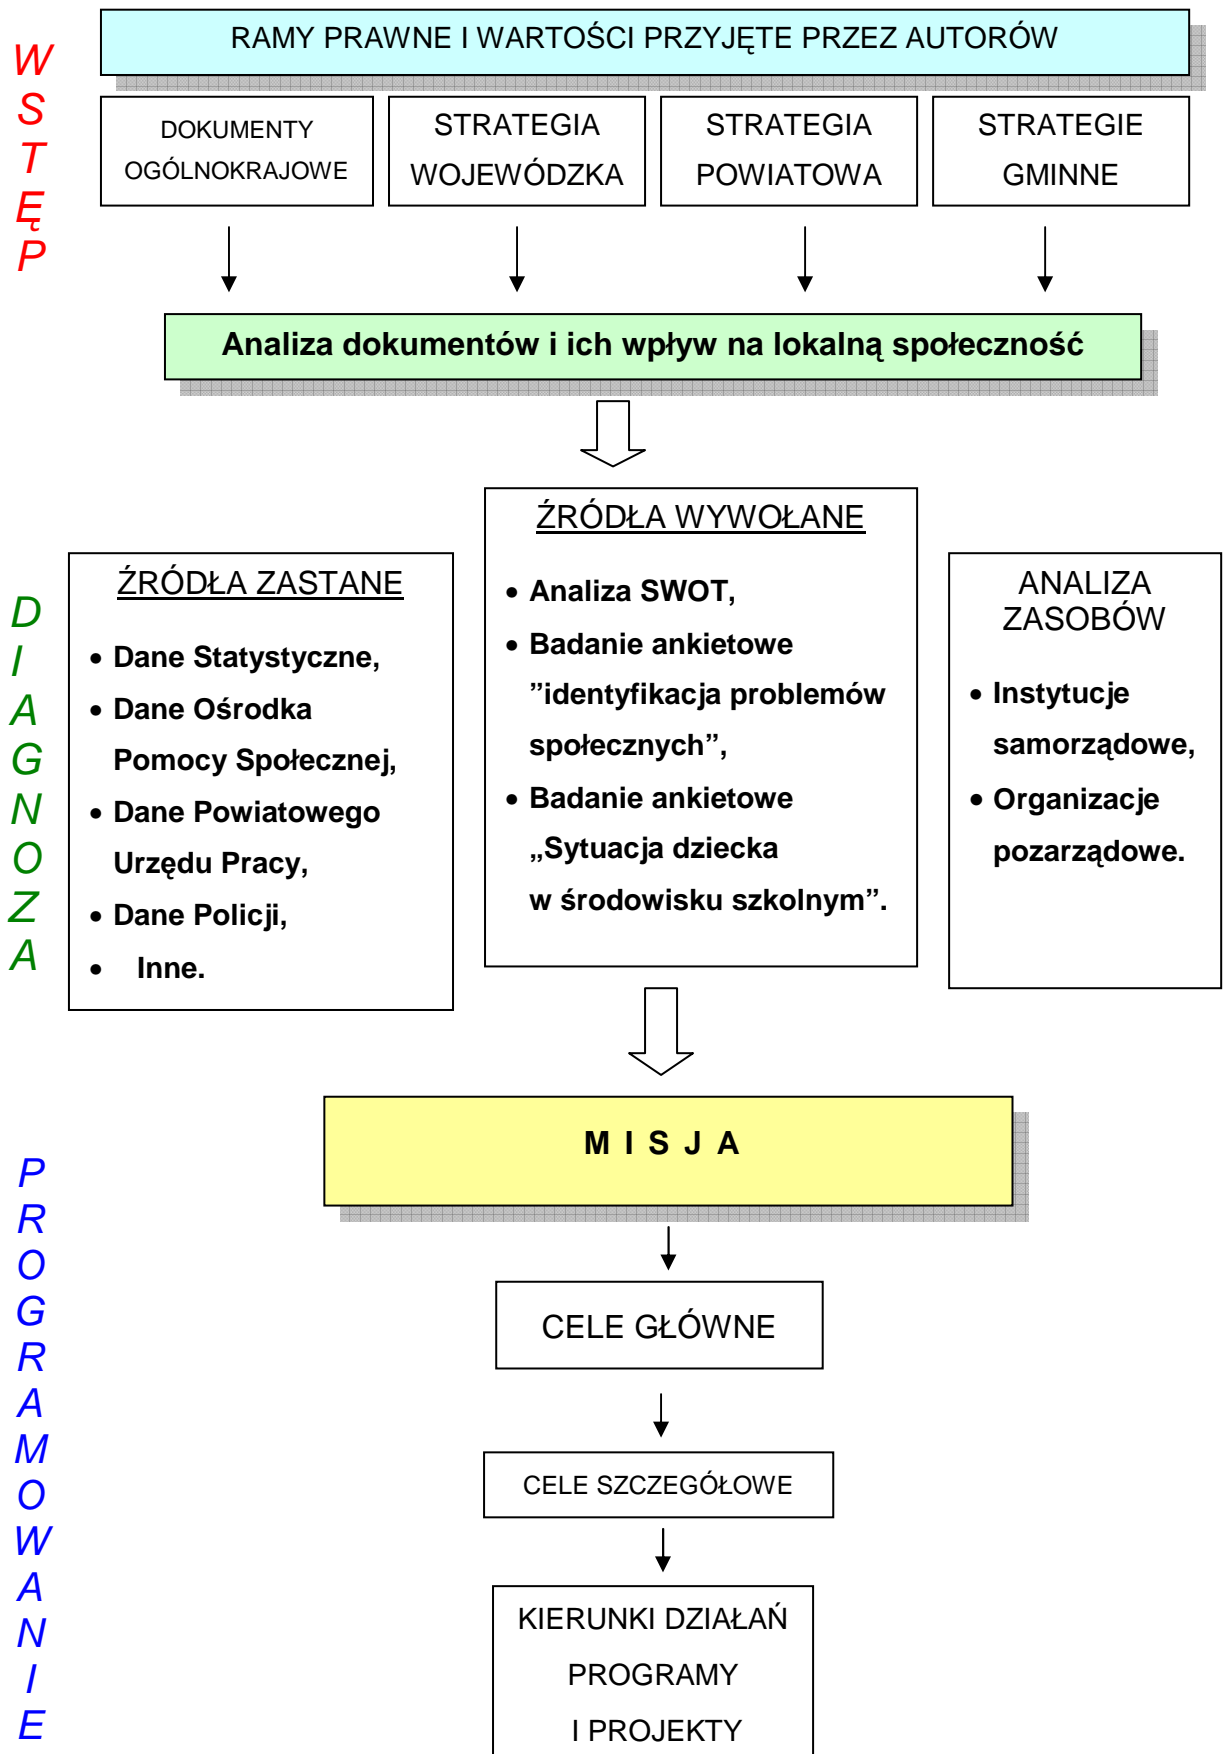 WSTĘP
RAMY PRAWNE I WARTOŚCI PRZYJĘTE PRZEZ AUTORÓW
DOKUMENTY
OGÓLNOKRAJOWE
STRATEGIA
WOJEWÓDZKA
STRATEGIA
POWIATOWA
STRATEGIE
GMINNE
Analiza dokumentów i ich wpływ na lokalną społeczność
DIAGNOZA
ŹRÓDŁA ZASTANE
• Dane Statystyczne,
• Dane Ośrodka
Pomocy Społecznej,
• Dane Powiatowego
Urzędu Pracy,
• Dane Policji,
• Inne.
ŹRÓDŁA WYWOŁANE
• Analiza SWOT,
• Badanie ankietowe
”identyfikacja problemów
społecznych”,
• Badanie ankietowe
„Sytuacja dziecka
w środowisku szkolnym”.
ANALIZA
ZASOBÓW
• Instytucje
samorządowe,
• Organizacje
pozarządowe.
PROGRAMOWANIE
M I S J A
CELE GŁÓWNE
CELE SZCZEGÓŁOWE
KIERUNKI DZIAŁAŃ
PROGRAMY
I PROJEKTY